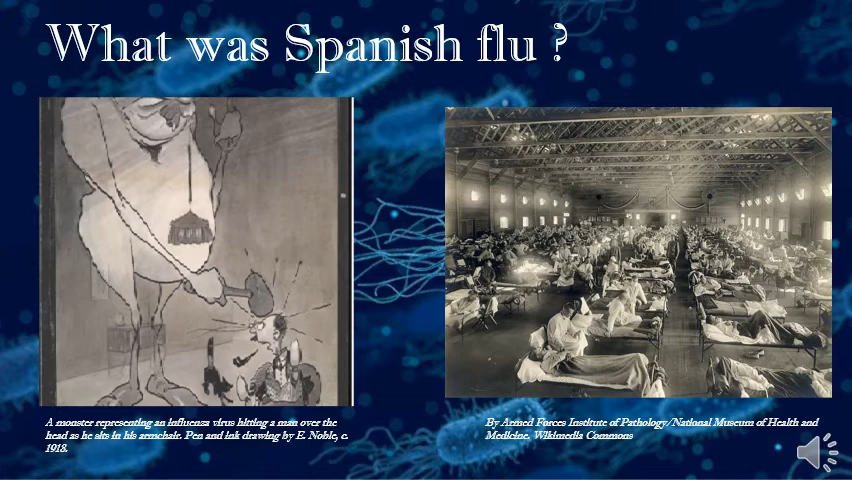 What was Spanish flu ?
A monster representing an influenza virus hitting a man over the
head as he sits in his armchair. Pen and ink drawing by E. Noble, c.
1918.
By Armed Forces Institute of Pathology/National Museum of Health and
Medicine, Wikimedia Commons